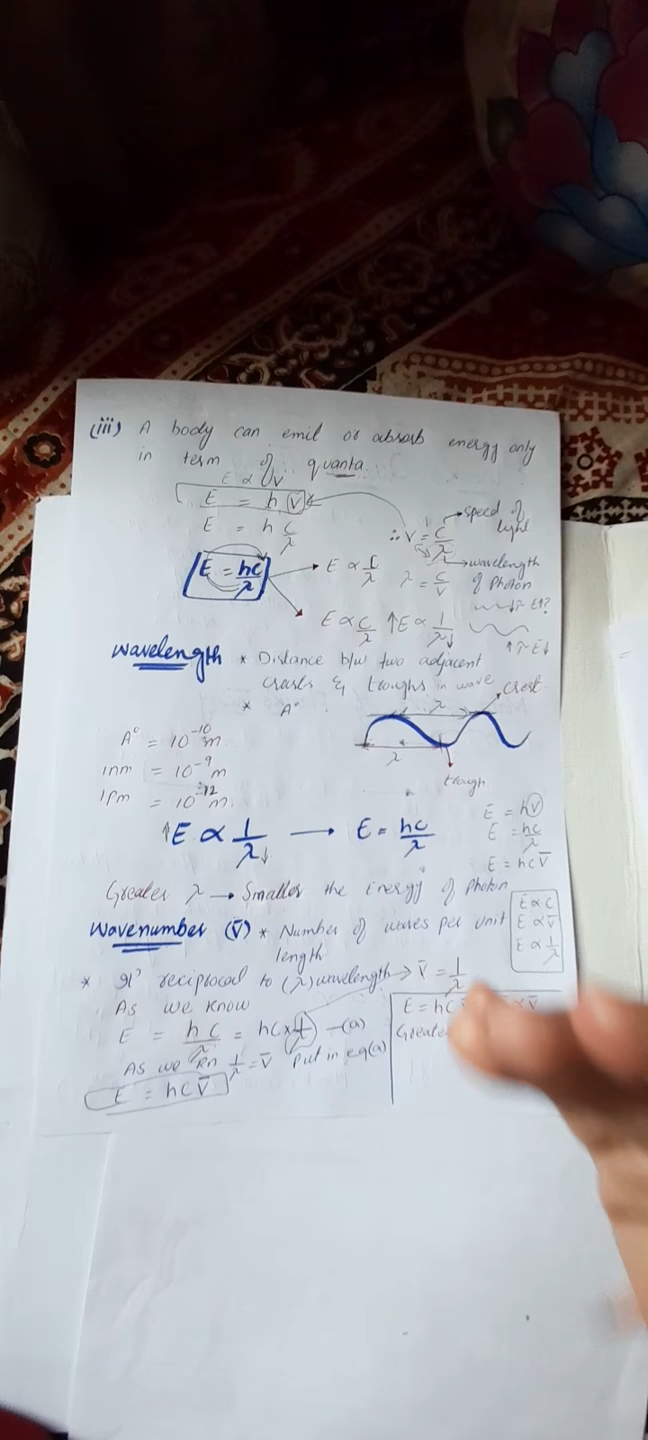 (iii) A body can emit or absorb energy only
in term of quanta.
E ∝ ν
E = h ν
E = h c/λ
∴ ν = c/λ
speed of light
wavelength of Photon
λ = c/ν
E = hc/λ
E ∝ 1/λ
E ∝ c/λ ↑E ∝ 1/λ↓
Wavelength * Distance b/w two adjacent
crests & troughs in wave
* A°
crest
λ
λ
trough
A° = 10⁻¹⁰ m
1nm = 10⁻⁹ m
1Pm = 10⁻¹² m.
↑E ∝ 1/λ↓ → E = hc/λ
E = hν
E = hc/λ
E = hcν̄
Greater λ → Smaller the Energy of Photon
Wavenumber (ν̄) * Number of waves per unit
length
E ∝ c
E ∝ ν̄
E ∝ 1/λ
* It' reciprocal to (λ) wavelength → ν̄ = 1/λ
As we know
E = hc/λ = hc × 1/λ —(a)
As we Kn 1/λ = ν̄ Put in eq(a)
E = hcν̄
E = hc